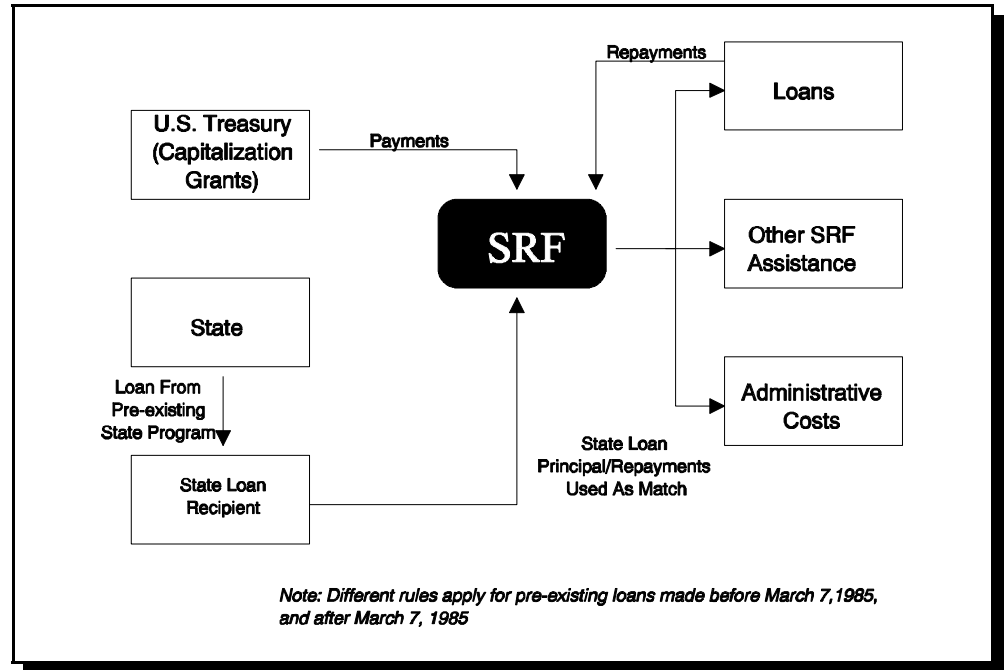 Repayments
Loans
U.S. Treasury
(Capitalization
Grants)
Payments
SRF
Other SRF
Assistance
State
Loan From
Pre-existing
State Program
Administrative
Costs
State Loan
Principal/Repayments
Used As Match
State Loan
Recipient
Note: Different rules apply for pre-existing loans made before March 7,1985,
and after March 7, 1985